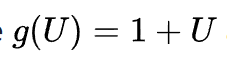 g(U) = 1 + U